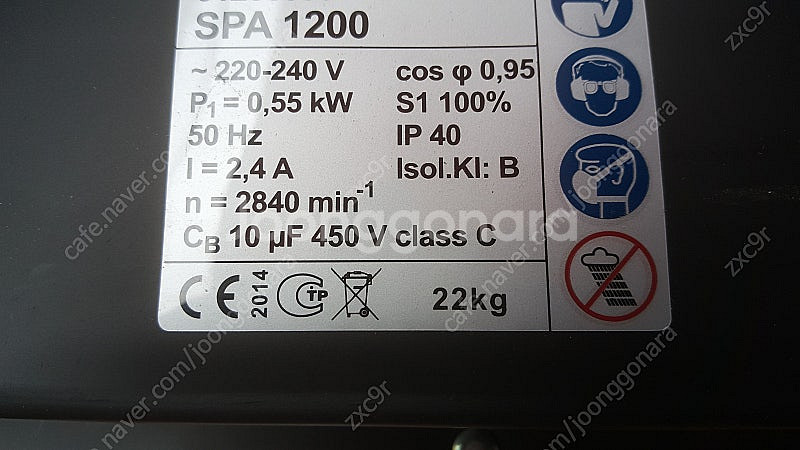 SPA 1200
~ 220-240 V cos φ 0,95
P1 = 0,55 kW S1 100%
50 Hz IP 40
I = 2,4 A Isol.Kl: B
n = 2840 min-1
CB 10 µF 450 V class C
CE 2014 22kg
joonggonara
cafe.naver.com/joonggonara
zxc9r